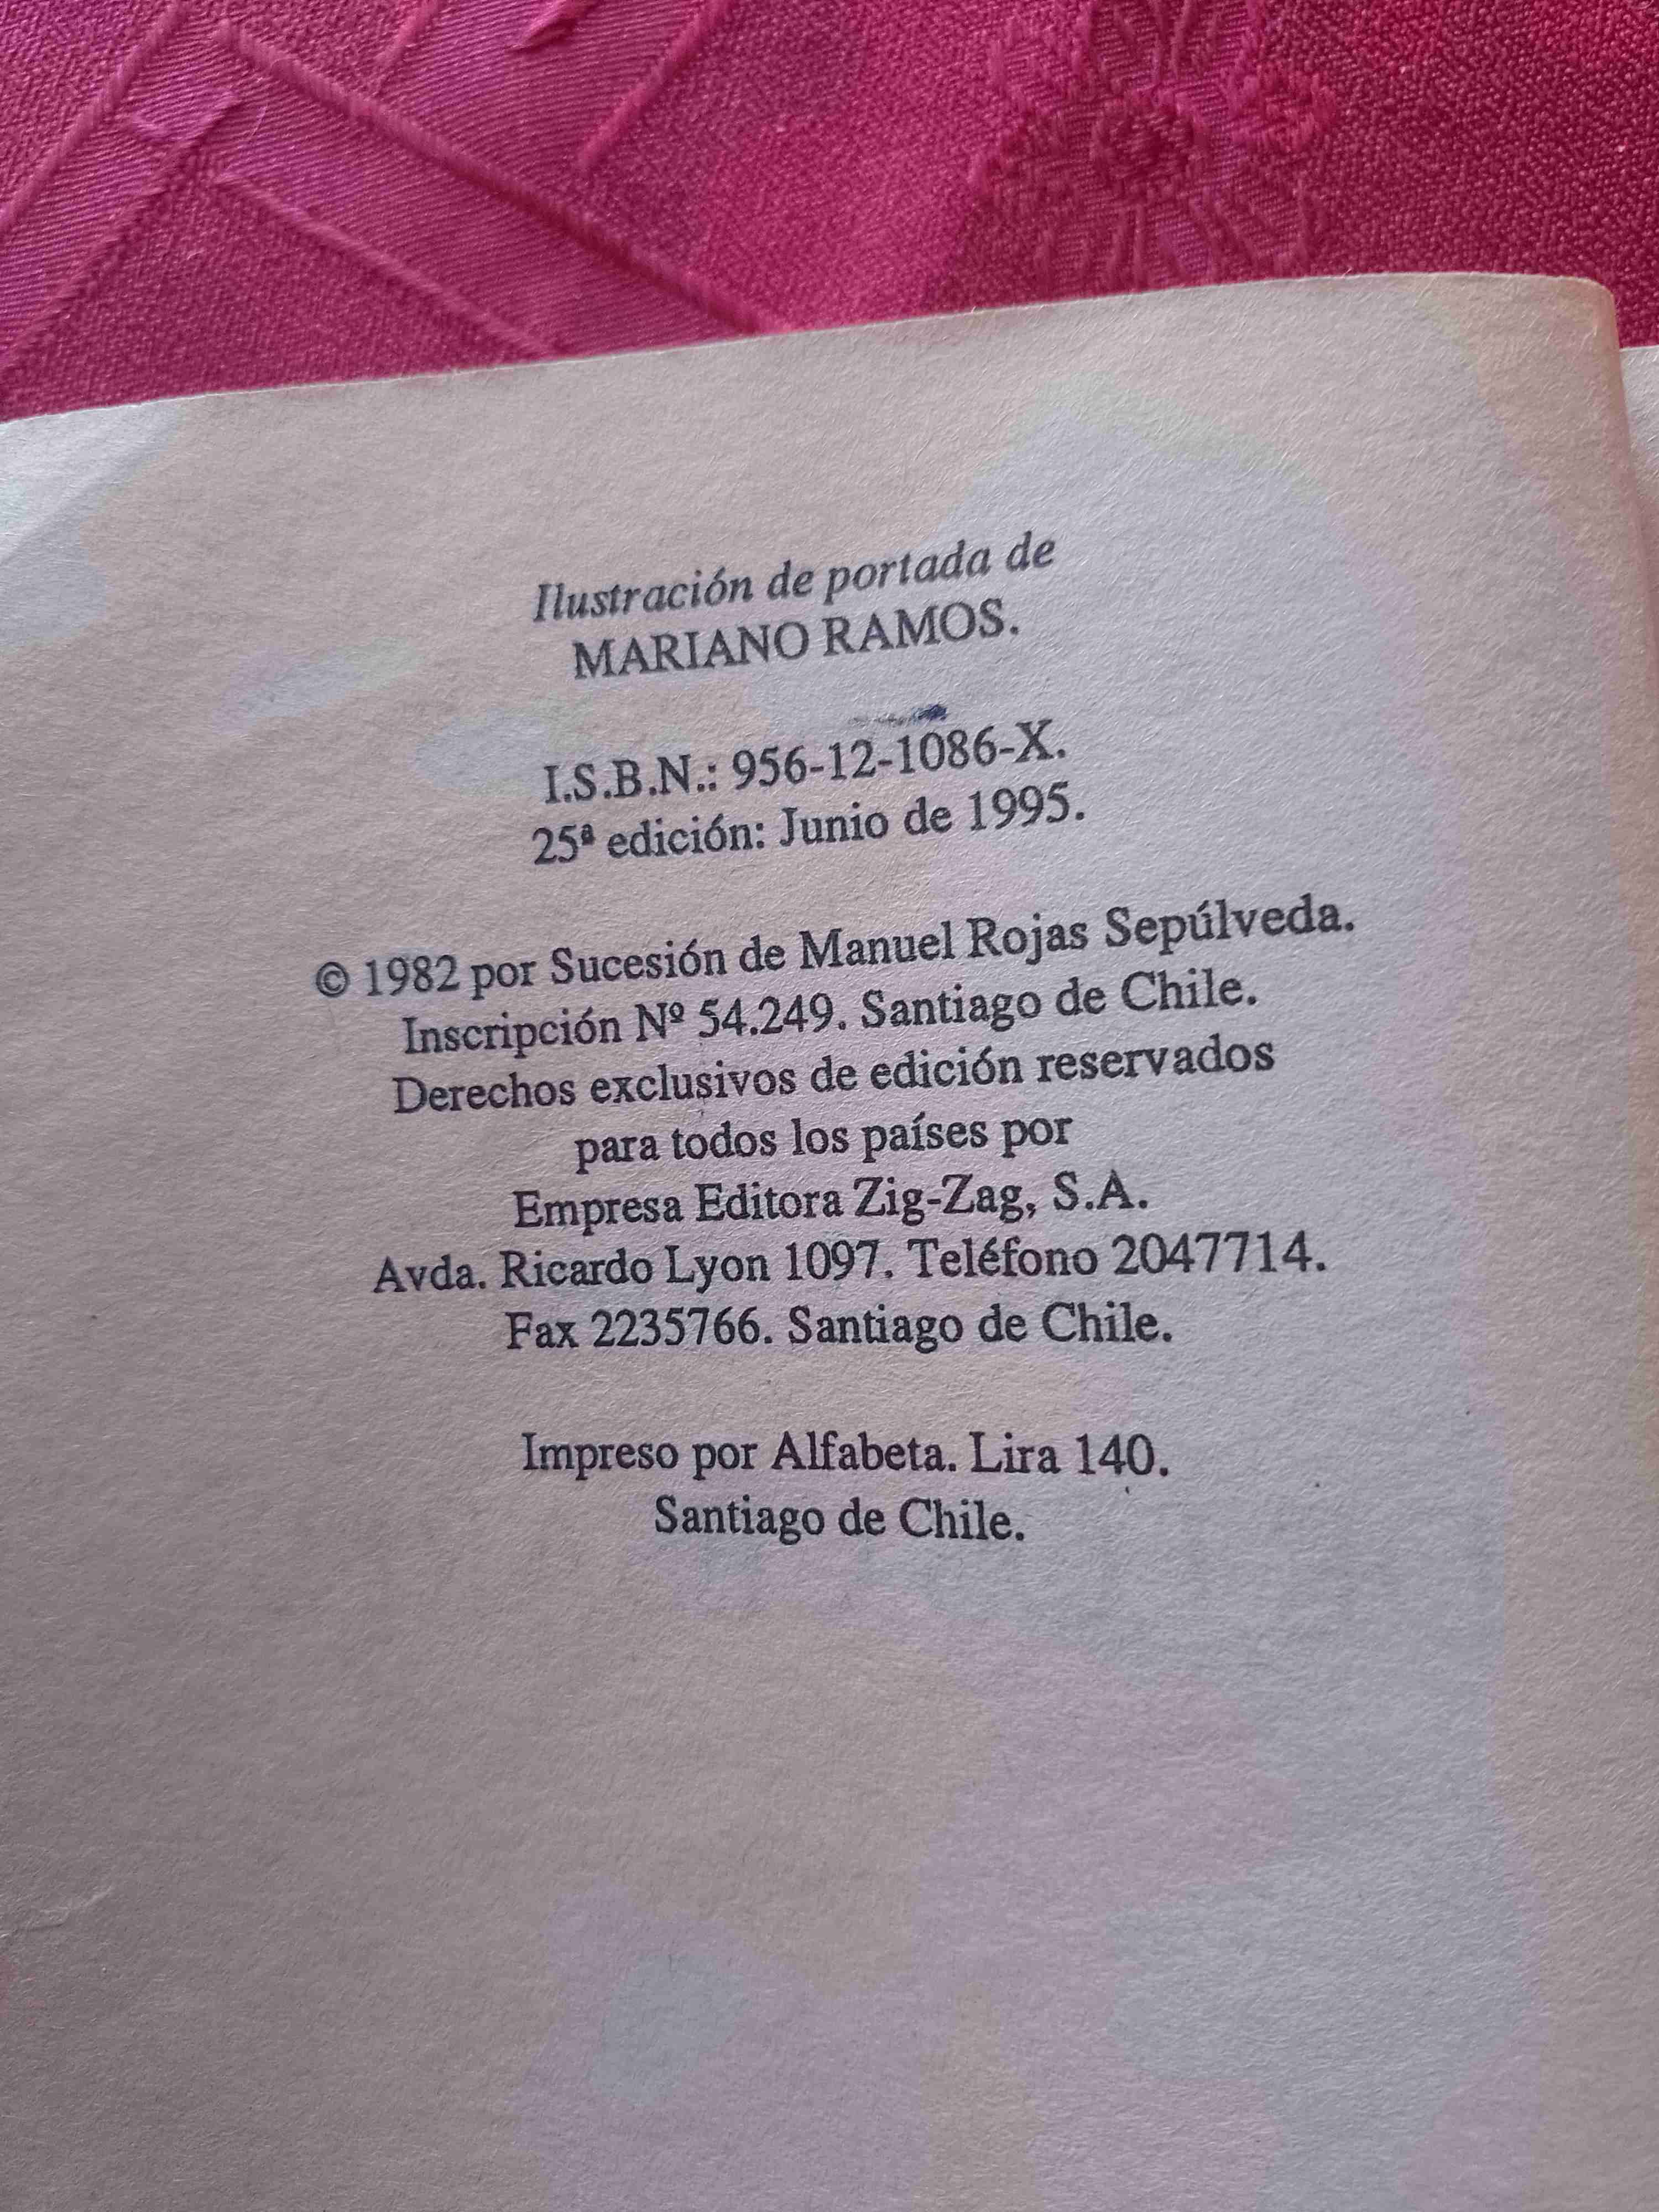 Ilustración de portada de
MARIANO RAMOS.
I.S.B.N.: 956-12-1086-X.
25ª edición: Junio de 1995.
© 1982 por Sucesión de Manuel Rojas Sepúlveda.
Inscripción Nº 54.249. Santiago de Chile.
Derechos exclusivos de edición reservados
para todos los países por
Empresa Editora Zig-Zag, S.A.
Avda. Ricardo Lyon 1097. Teléfono 2047714.
Fax 2235766. Santiago de Chile.
Impreso por Alfabeta. Lira 140.
Santiago de Chile.